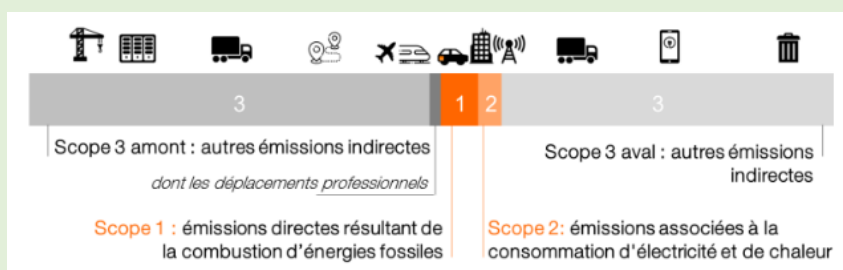 3
1
2
3
Scope 3 amont : autres émissions indirectes
dont les déplacements professionnels
Scope 3 aval : autres émissions
indirectes
Scope 1 : émissions directes résultant de
la combustion d'énergies fossiles
Scope 2: émissions associées à la
consommation d'électricité et de chaleur